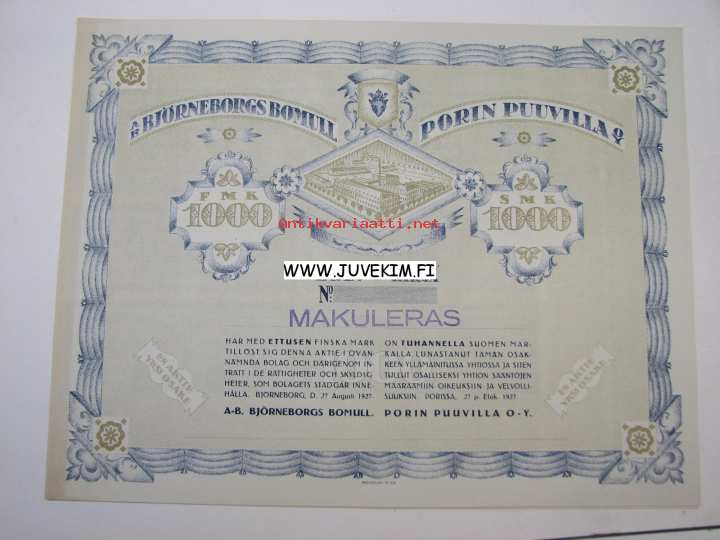 A/B BJÖRNEBORGS BOMULL
PORIN PUUVILLA O/Y
FMK
1000
SMK
1000
Antikvariaatti.net
WWW.JUVEKIM.FI
No:
MAKULERAS
HAR MED ETTUSEN FINSKA MARK
TILLÖST SIG DENNA AKTIE I OVAN-
NÄMNDA BOLAG OCH DÄRIGENOM IN-
TRÄTT I DE RÄTTIGHETER OCH SKYLDIG-
HETER, SOM BOLAGETS STADGAR INNE-
HÅLLA. BJÖRNEBORG, D. 27 Augusti 1927.
A-B. BJÖRNEBORGS BOMULL.
ON TUHANNELLA SUOMEN MAR-
KALLA LUNASTANUT TÄMÄN OSAK-
KEEN YLLÄMAINITUSSA YHTIÖSSÄ JA SITEN
TULLUT OSALLISEKSI YHTIÖN SÄÄNTÖJEN
MÄÄRÄÄMIIN OIKEUKSIIN JA VELVOLLI-
SUUKSIIN. PORISSA, 27 p. Elok. 1927.
PORIN PUUVILLA O-Y.
EN AKTIE
YKSI OSAKE
EN AKTIE
YKSI OSAKE